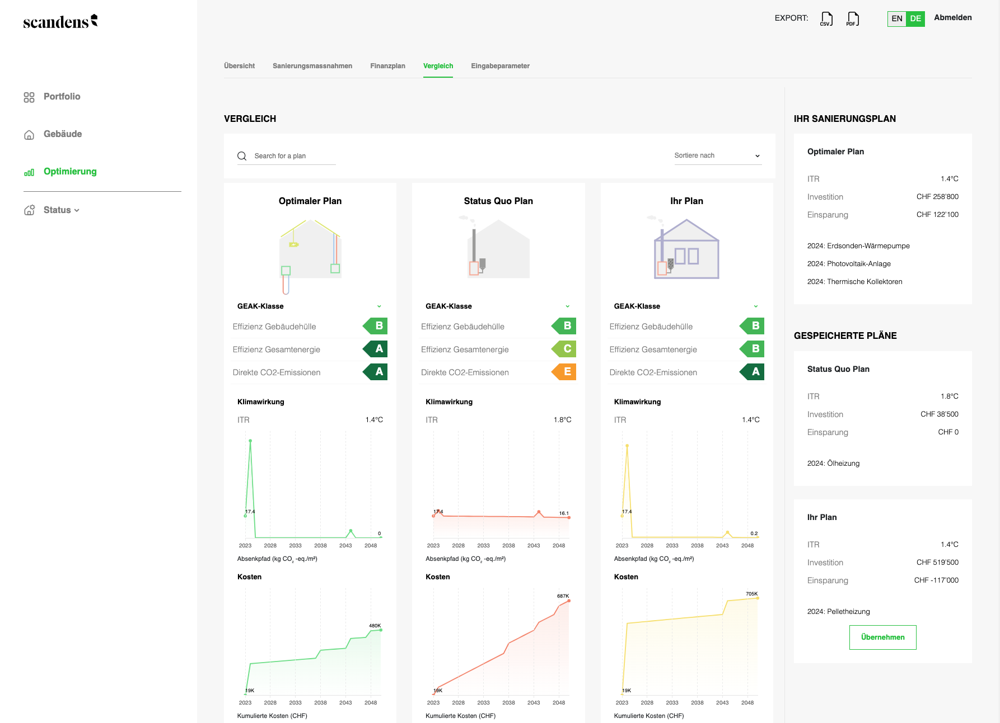 scandens
EXPORT:
CSV
PDF
EN DE
Abmelden
Portfolio
Gebäude
Optimierung
Status
Übersicht
Sanierungsmassnahmen
Finanzplan
Vergleich
Eingabeparameter
VERGLEICH
Search for a plan
Sortiere nach
Optimaler Plan
GEAK-Klasse
Effizienz Gebäudehülle B
Effizienz Gesamtenergie A
Direkte CO2-Emissionen A
Klimawirkung
ITR 1.4°C
17.4
0
2023 2028 2033 2038 2043 2048
Absenkpfad (kg CO₂ -eq./m²)
Kosten
480K
19K
2023 2028 2033 2038 2043 2048
Kumulierte Kosten (CHF)
Status Quo Plan
GEAK-Klasse
Effizienz Gebäudehülle B
Effizienz Gesamtenergie C
Direkte CO2-Emissionen E
Klimawirkung
ITR 1.8°C
17.4
16.1
2023 2028 2033 2038 2043 2048
Absenkpfad (kg CO₂ -eq./m²)
Kosten
687K
19K
2023 2028 2033 2038 2043 2048
Kumulierte Kosten (CHF)
Ihr Plan
GEAK-Klasse
Effizienz Gebäudehülle B
Effizienz Gesamtenergie B
Direkte CO2-Emissionen A
Klimawirkung
ITR 1.4°C
17.4
0.2
2023 2028 2033 2038 2043 2048
Absenkpfad (kg CO₂ -eq./m²)
Kosten
705K
19K
2023 2028 2033 2038 2043 2048
Kumulierte Kosten (CHF)
IHR SANIERUNGSPLAN
Optimaler Plan
ITR 1.4°C
Investition CHF 258'800
Einsparung CHF 122'100
2024: Erdsonden-Wärmepumpe
2024: Photovoltaik-Anlage
2024: Thermische Kollektoren
GESPEICHERTE PLÄNE
Status Quo Plan
ITR 1.8°C
Investition CHF 38'500
Einsparung CHF 0
2024: Ölheizung
Ihr Plan
ITR 1.4°C
Investition CHF 519'500
Einsparung CHF -117'000
2024: Pelletheizung
Übernehmen